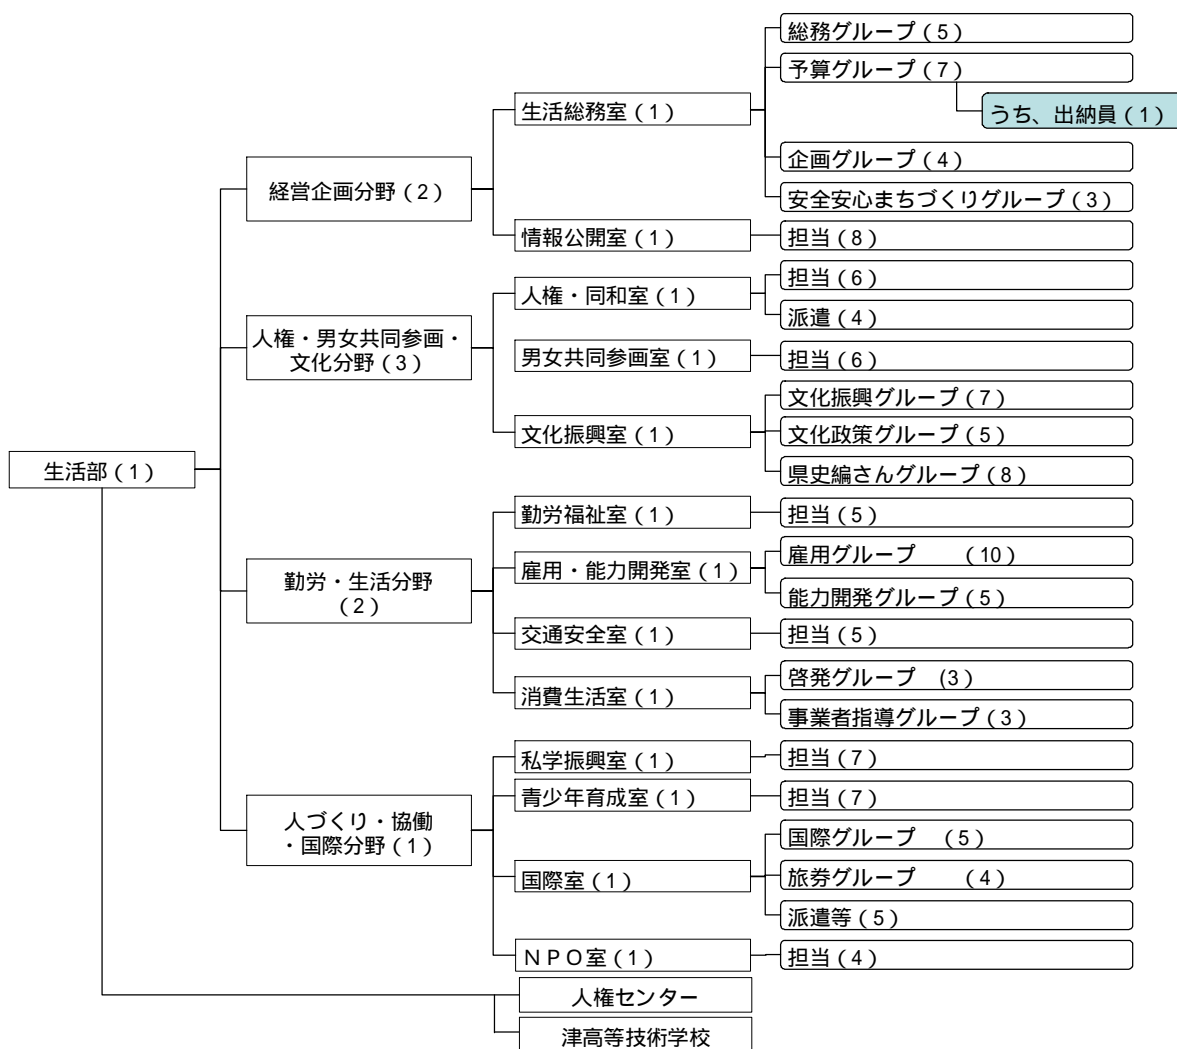 生活部（1）
経営企画分野（2）
生活総務室（1）
総務グループ（5）
予算グループ（7）
うち、出納員（1）
企画グループ（4）
安全安心まちづくりグループ（3）
情報公開室（1）
担当（8）
人権・男女共同参画・
文化分野（3）
人権・同和室（1）
担当（6）
派遣（4）
男女共同参画室（1）
担当（6）
文化振興室（1）
文化振興グループ（7）
文化政策グループ（5）
県史編さんグループ（8）
勤労・生活分野
（2）
勤労福祉室（1）
担当（5）
雇用・能力開発室（1）
雇用グループ　　（10）
能力開発グループ（5）
交通安全室（1）
担当（5）
消費生活室（1）
啓発グループ　(3）
事業者指導グループ（3）
人づくり・協働
・国際分野（1）
私学振興室（1）
担当（7）
青少年育成室（1）
担当（7）
国際室（1）
国際グループ　（5）
旅券グループ　　（4）
派遣等（5）
ＮＰＯ室（1）
担当（4）
人権センター
津高等技術学校